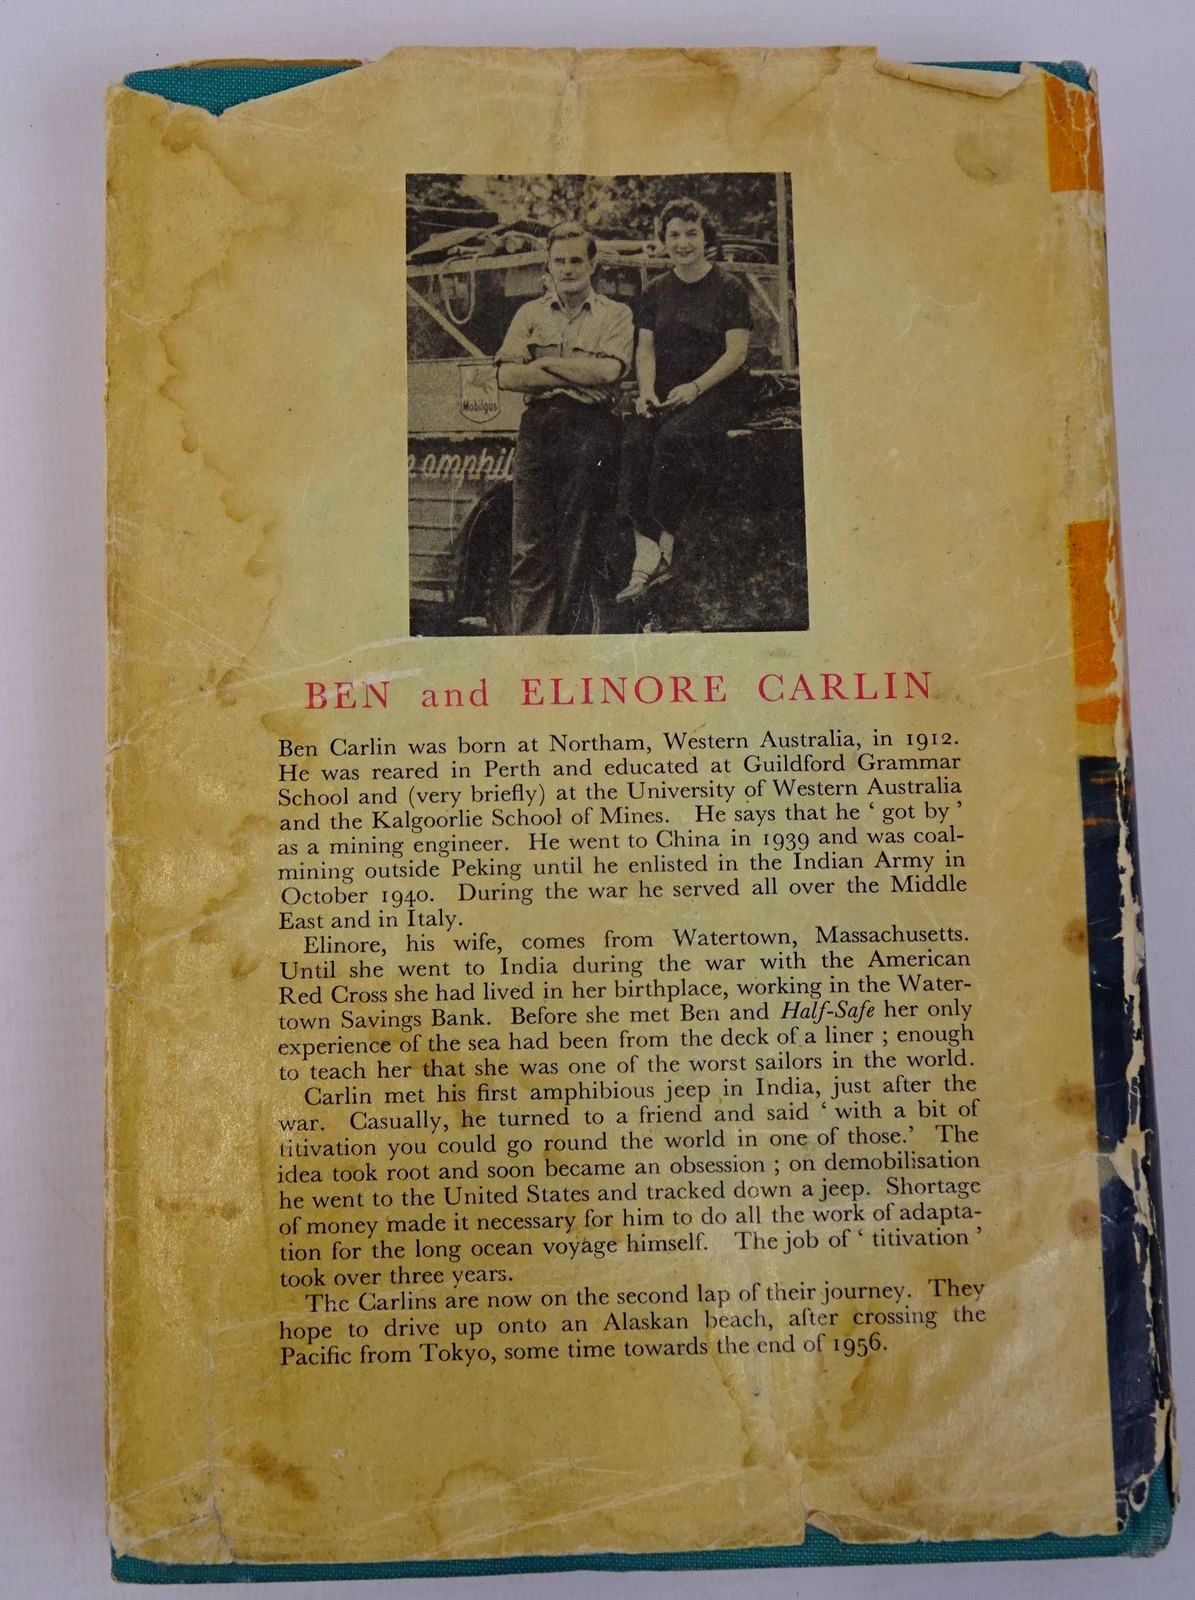 Mobilgas
amphil
BEN and ELINORE CARLIN
Ben Carlin was born at Northam, Western Australia, in 1912.
He was reared in Perth and educated at Guildford Grammar
School and (very briefly) at the University of Western Australia
and the Kalgoorlie School of Mines. He says that he ‘ got by ’
as a mining engineer. He went to China in 1939 and was coal-
mining outside Peking until he enlisted in the Indian Army in
October 1940. During the war he served all over the Middle
East and in Italy.
Elinore, his wife, comes from Watertown, Massachusetts.
Until she went to India during the war with the American
Red Cross she had lived in her birthplace, working in the Water-
town Savings Bank. Before she met Ben and Half-Safe her only
experience of the sea had been from the deck of a liner ; enough
to teach her that she was one of the worst sailors in the world.
Carlin met his first amphibious jeep in India, just after the
war. Casually, he turned to a friend and said ‘ with a bit of
titivation you could go round the world in one of those.’ The
idea took root and soon became an obsession ; on demobilisation
he went to the United States and tracked down a jeep. Shortage
of money made it necessary for him to do all the work of adapta-
tion for the long ocean voyage himself. The job of ‘ titivation ’
took over three years.
The Carlins are now on the second lap of their journey. They
hope to drive up onto an Alaskan beach, after crossing the
Pacific from Tokyo, some time towards the end of 1956.